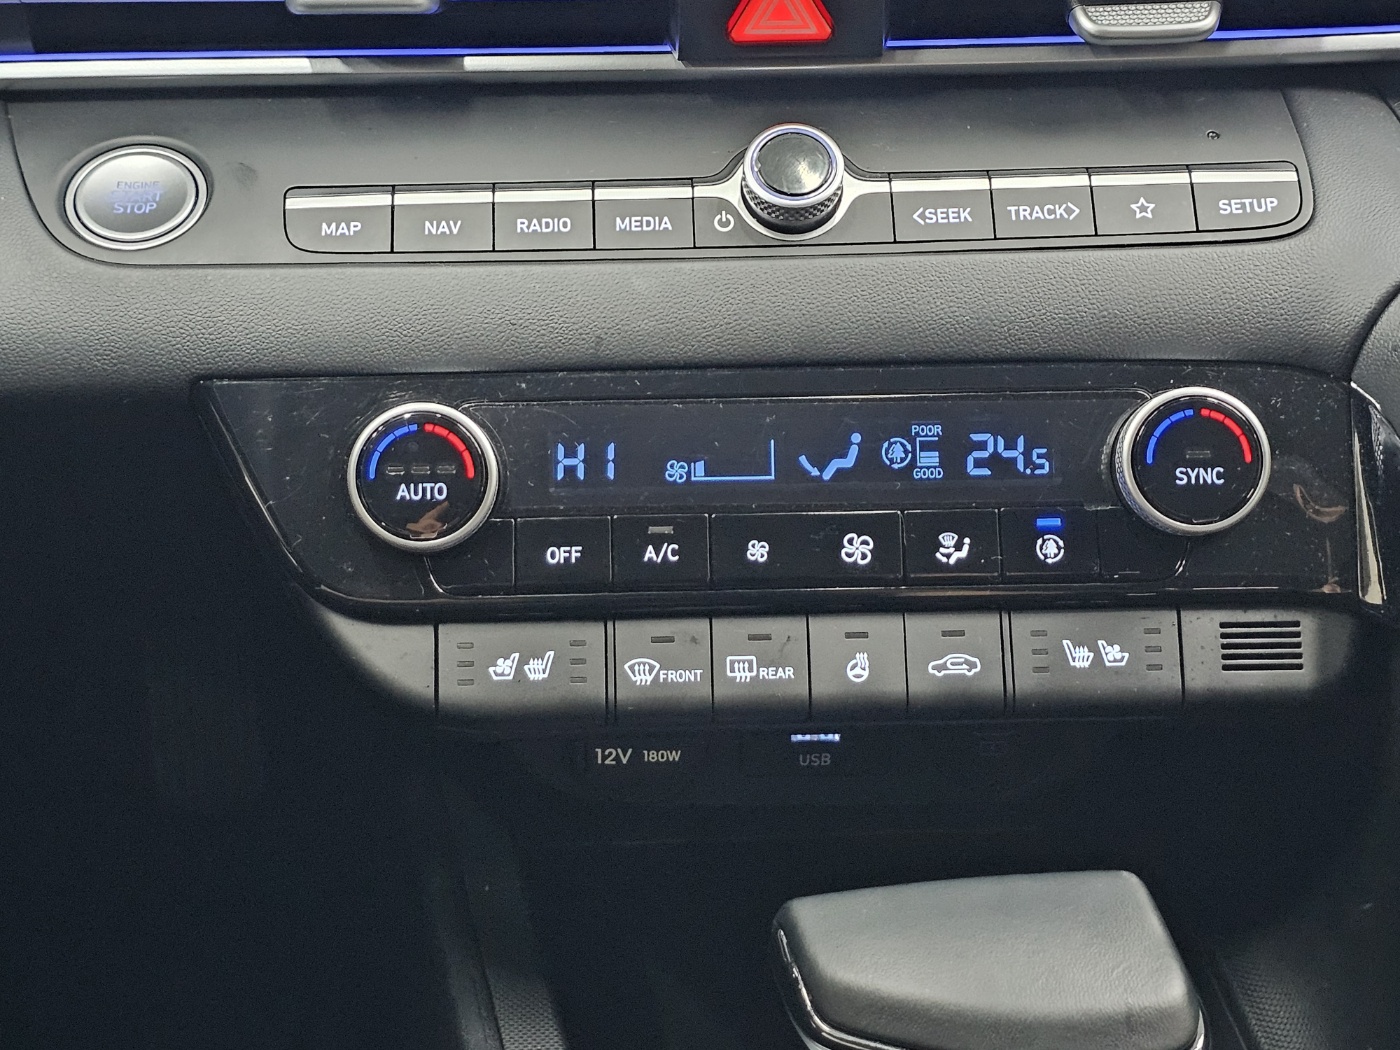 ENGINE
START
STOP
MAP
NAV
RADIO
MEDIA
<SEEK
TRACK>
SETUP
AUTO
HI
POOR
GOOD
24.5
SYNC
OFF
A/C
FRONT
REAR
12V 180W
USB